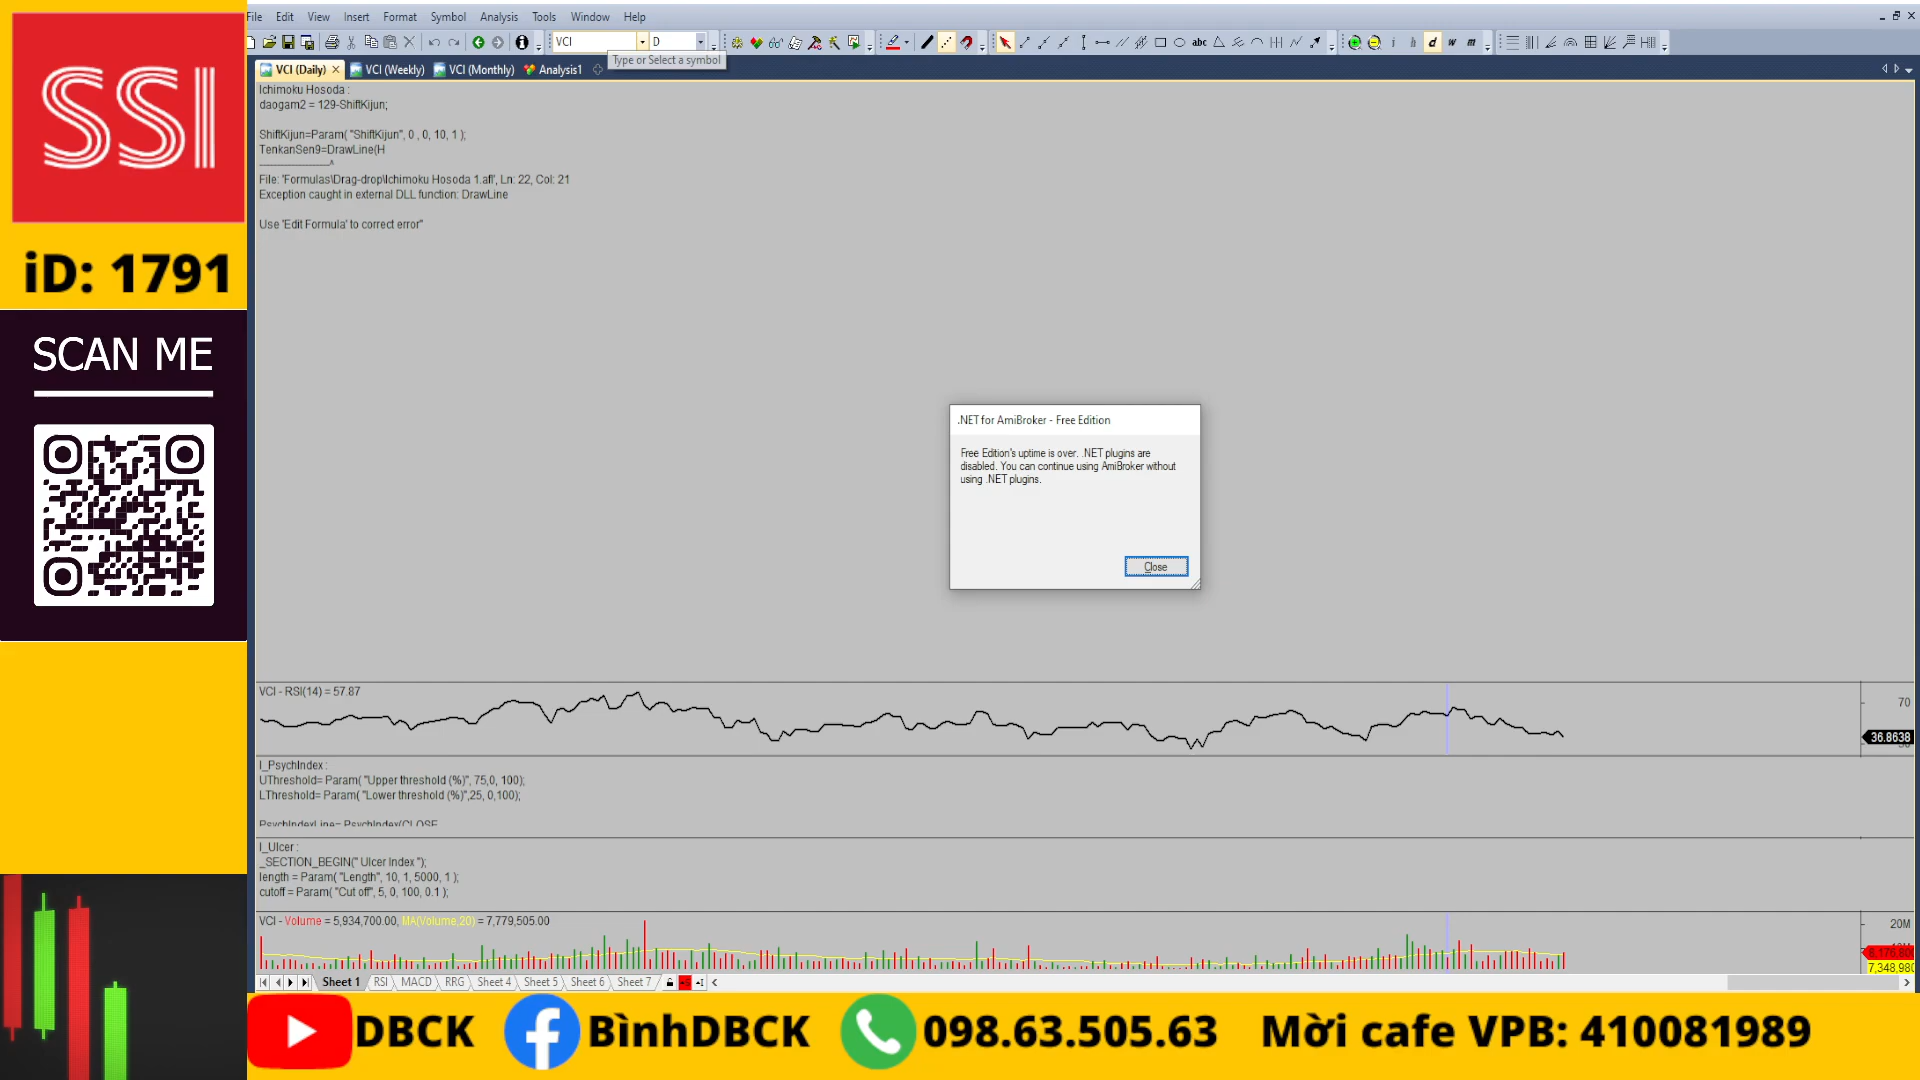 SSI
iD: 1791
SCAN ME
File Edit View Insert Format Symbol Analysis Tools Window Help
VCI D
abc i h d w m
Type or Select a symbol
VCI (Daily) VCI (Weekly) VCI (Monthly) Analysis1
Ichimoku Hosoda :
daogam2 = 129-ShiftKijun;
ShiftKijun=Param( "ShiftKijun", 0 , 0, 10, 1 );
TenkanSen9=DrawLine(H
---------------------^
File: 'Formulas\Drag-drop\Ichimoku Hosoda 1.afl', Ln: 22, Col: 21
Exception caught in external DLL function: DrawLine
Use 'Edit Formula' to correct error"
.NET for AmiBroker - Free Edition
Free Edition's uptime is over. .NET plugins are
disabled. You can continue using AmiBroker without
using .NET plugins.
Close
VCI - RSI(14) = 57.87
70
36.8638
I_PsychIndex :
UThreshold= Param( "Upper threshold (%)", 75,0, 100);
LThreshold= Param( "Lower threshold (%)",25, 0,100);
PsychIndexLine= PsychIndex(CLOSE
I_Ulcer :
_SECTION_BEGIN(" Ulcer Index ");
length = Param( "Length", 10, 1, 5000, 1 );
cutoff = Param( "Cut off", 5, 0, 100, 0.1 );
VCI - Volume = 5,934,700.00, MA(Volume,20) = 7,779,505.00
20M
7,348,980
Sheet 1 RSI MACD RRG Sheet 4 Sheet 5 Sheet 6 Sheet 7
DBCK BìnhDBCK 098.63.505.63 Mời cafe VPB: 410081989